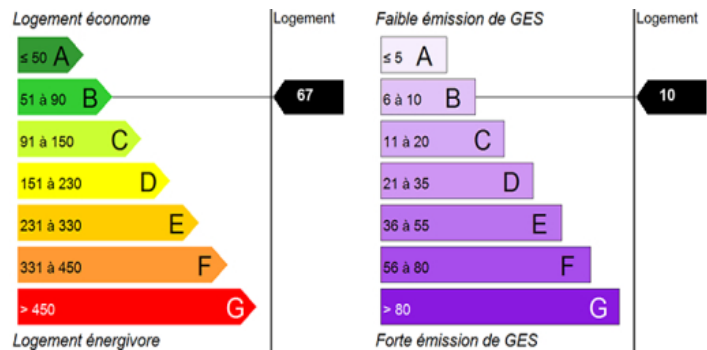 Logement économe
Logement
≤ 50 A
51 à 90 B
67
91 à 150 C
151 à 230 D
231 à 330 E
331 à 450 F
> 450 G
Logement énergivore
Faible émission de GES
Logement
≤ 5 A
6 à 10 B
10
11 à 20 C
21 à 35 D
36 à 55 E
56 à 80 F
> 80 G
Forte émission de GES